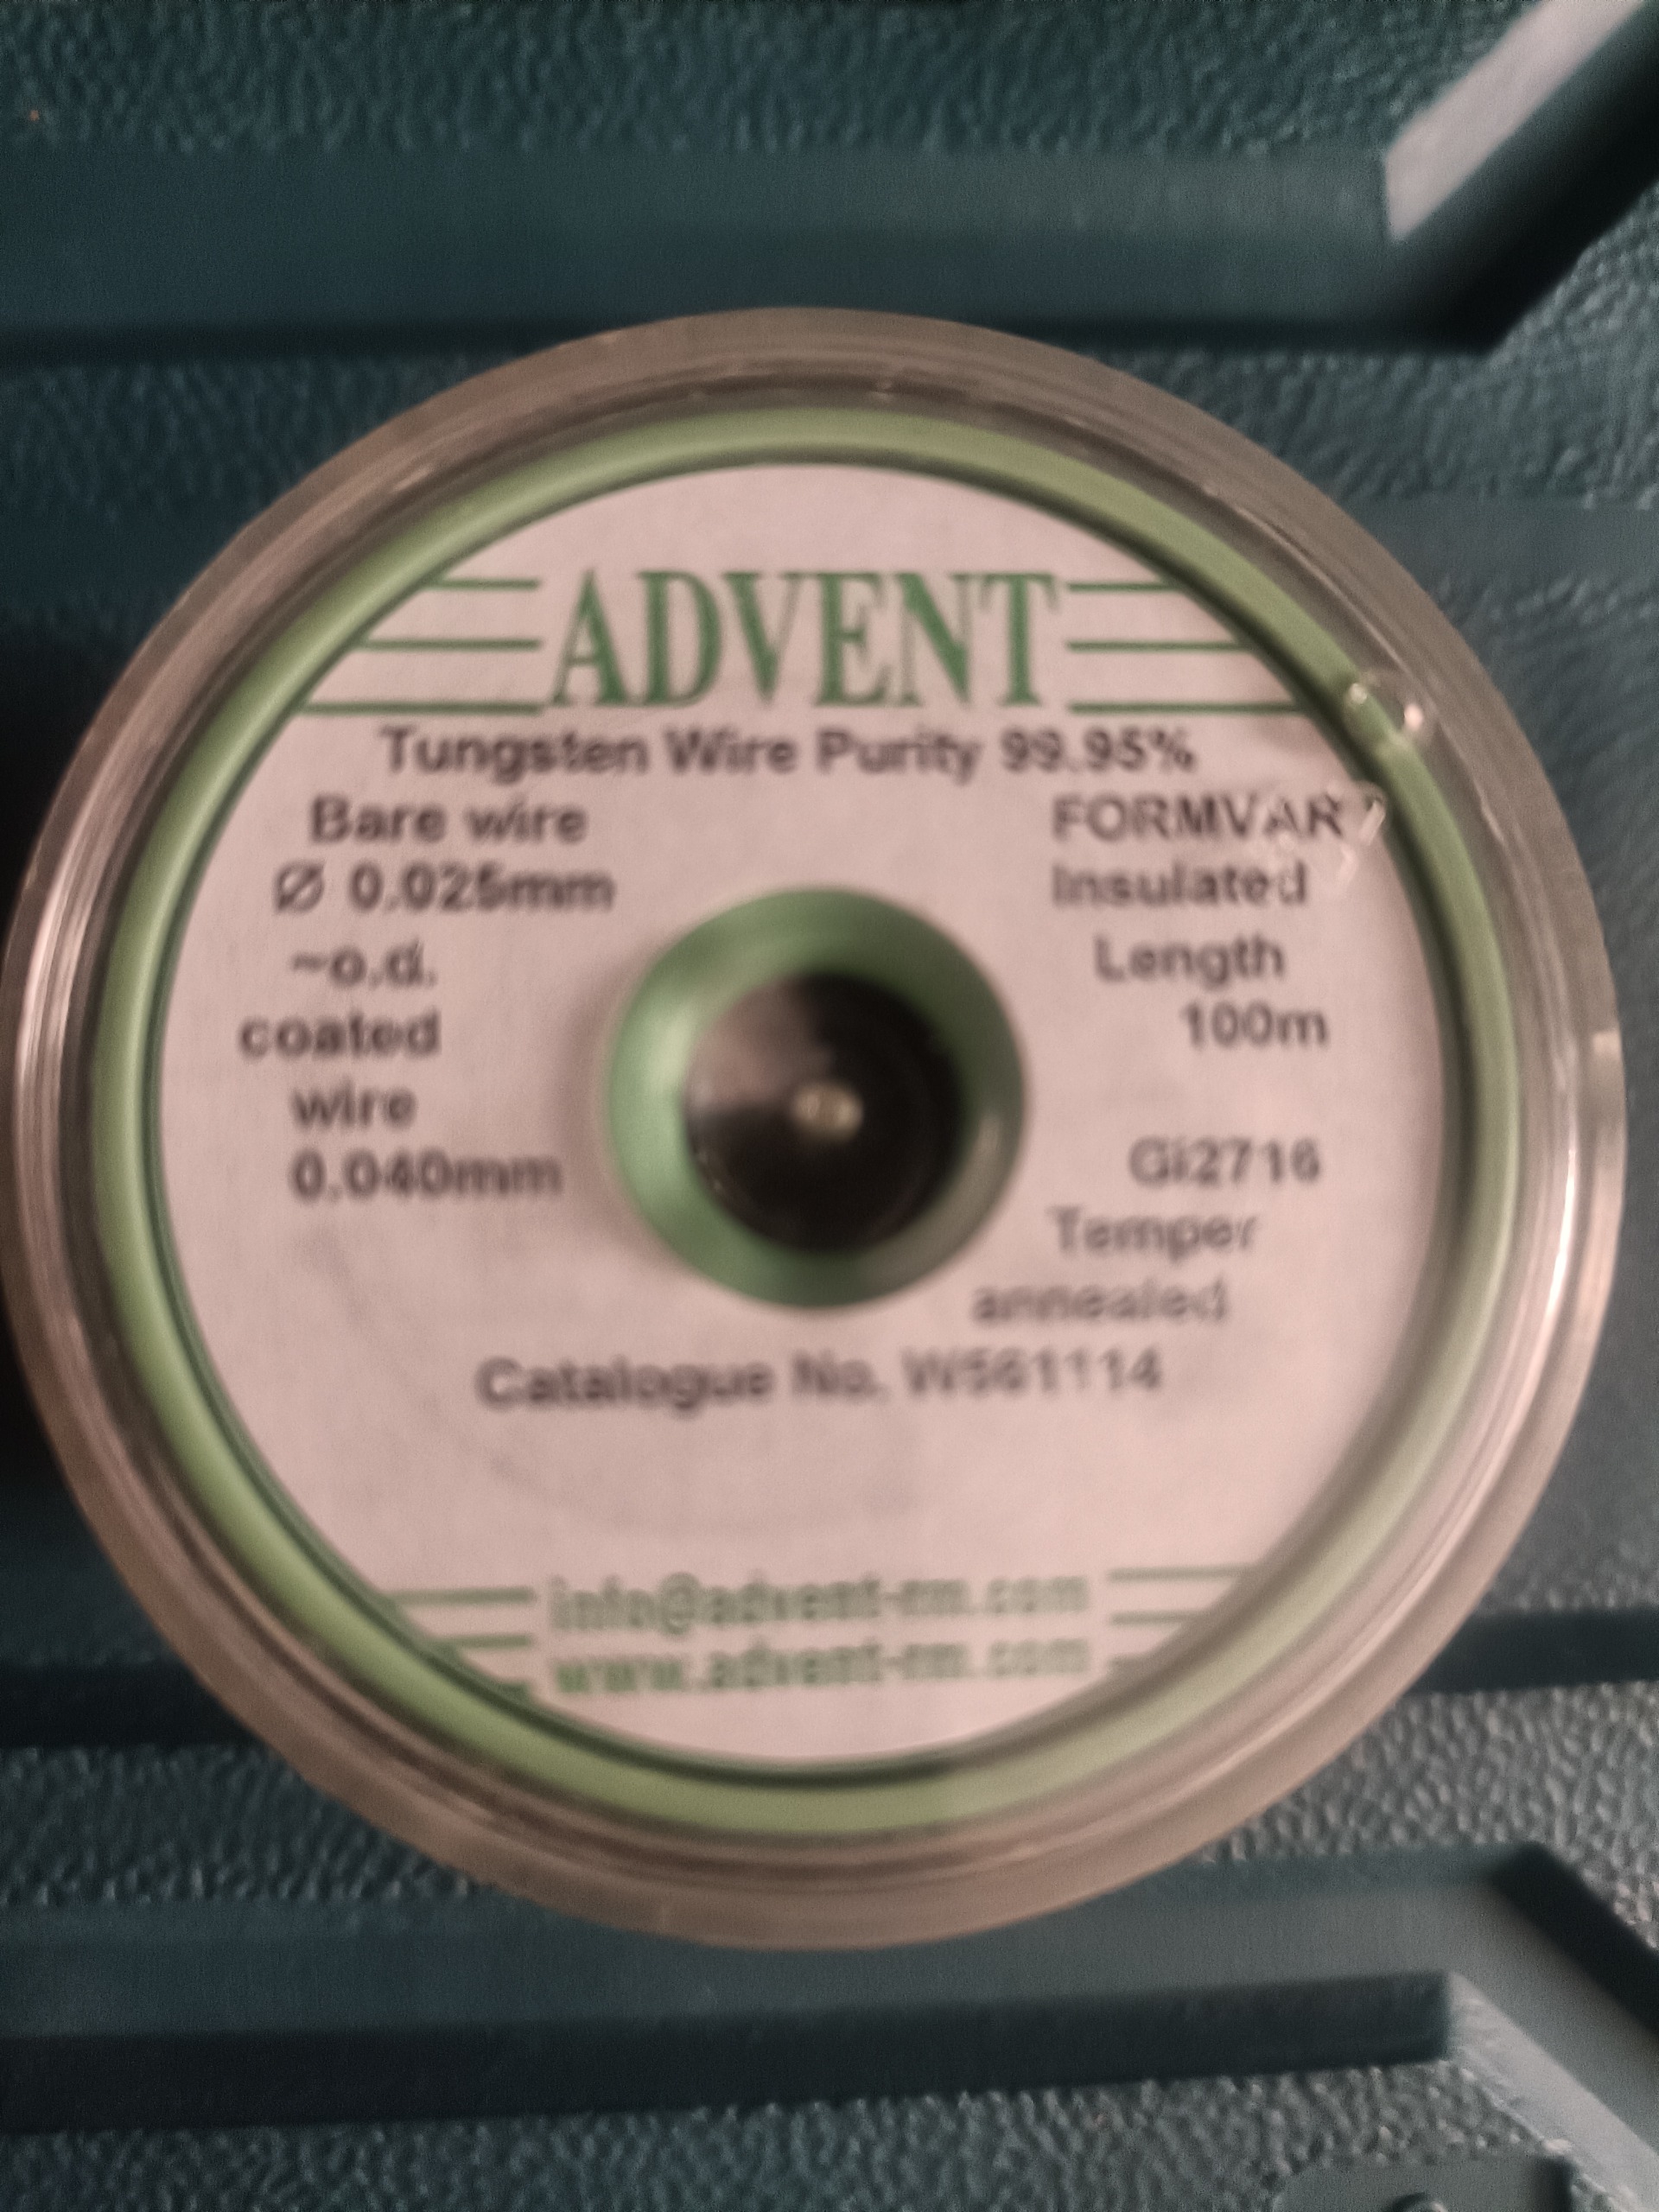 ADVENT
Tungsten Wire Purity 99.95%
Bare wire
Ø 0.025mm
~o.d.
coated
wire
0.040mm
FORMVAR
Insulated
Length
100m
Gi2716
Temper
annealed
Catalogue No. W561114
info@advent-rm.com
www.advent-rm.com